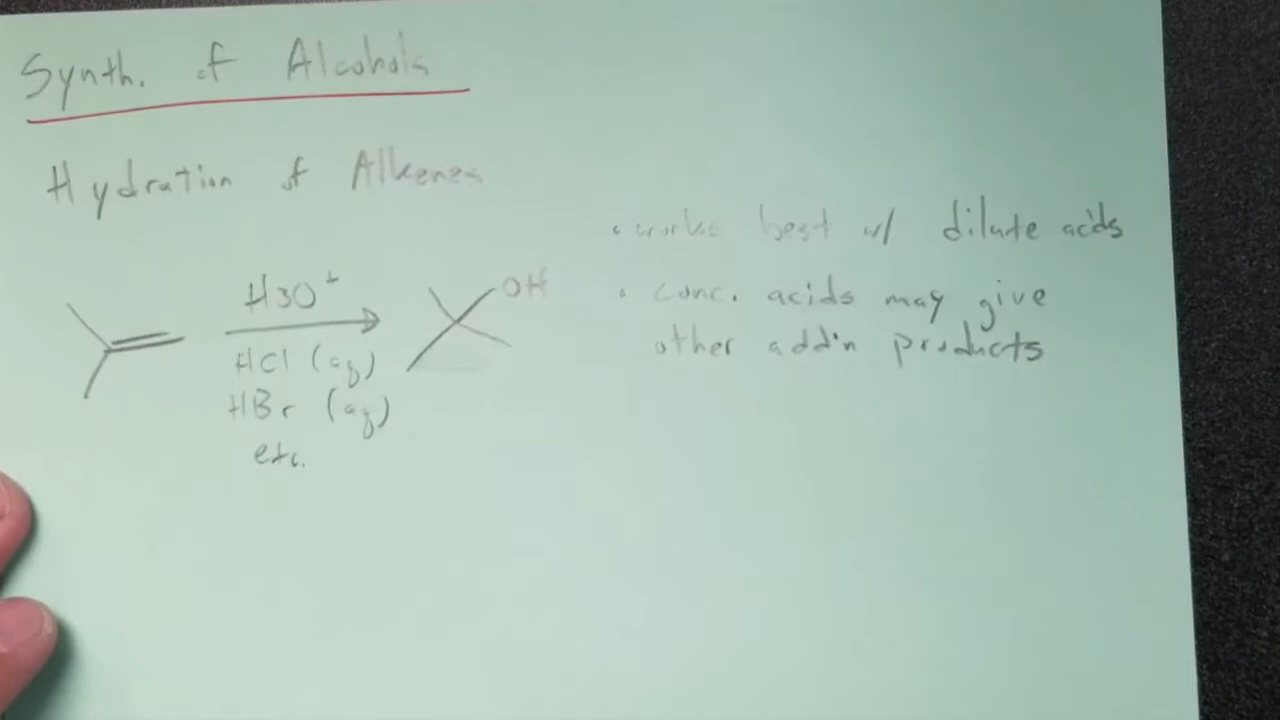 Synth. of Alcohols
Hydration of Alkenes
H3O+
HCl (aq)
HBr (aq)
etc.
OH
• works best w/ dilute acids
• conc. acids may give
other add'n products